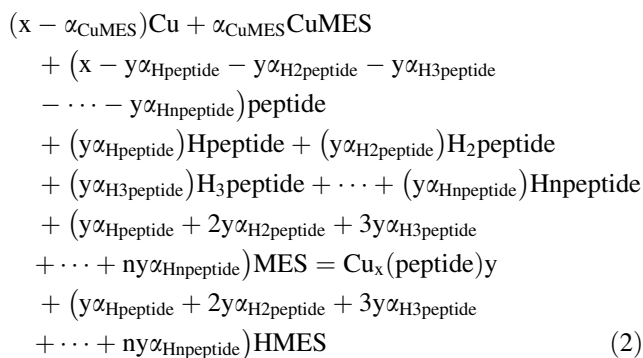 (x - α_CuMES)Cu + α_CuMES CuMES
+ (x - yα_Hpeptide - yα_H2peptide - yα_H3peptide
- ··· - yα_Hnpeptide)peptide
+ (yα_Hpeptide)Hpeptide + (yα_H2peptide)H₂peptide
+ (yα_H3peptide)H₃peptide + ··· + (yα_Hnpeptide)Hnpeptide
+ (yα_Hpeptide + 2yα_H2peptide + 3yα_H3peptide
+ ··· + nyα_Hnpeptide)MES = Cuₓ(peptide)y
+ (yα_Hpeptide + 2yα_H2peptide + 3yα_H3peptide
+ ··· + nyα_Hnpeptide)HMES (2)